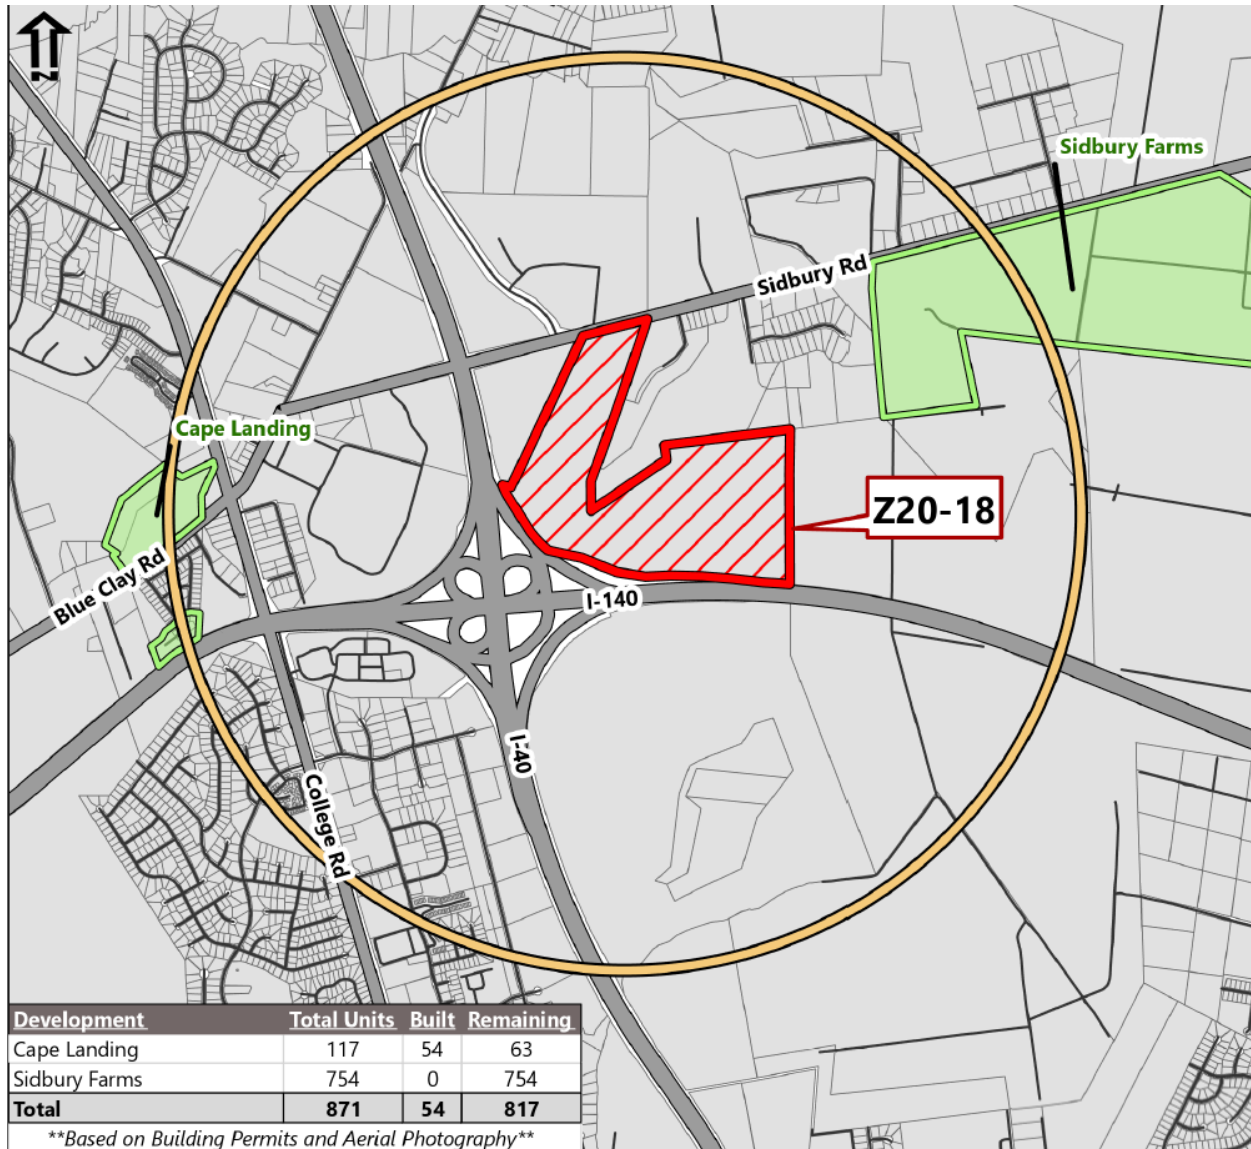 N
Sidbury Farms
Sidbury Rd
Cape Landing
Z20-18
Blue Clay Rd
I-140
I-40
College Rd
Development Total Units Built Remaining
Cape Landing 117 54 63
Sidbury Farms 754 0 754
Total 871 54 817
**Based on Building Permits and Aerial Photography**